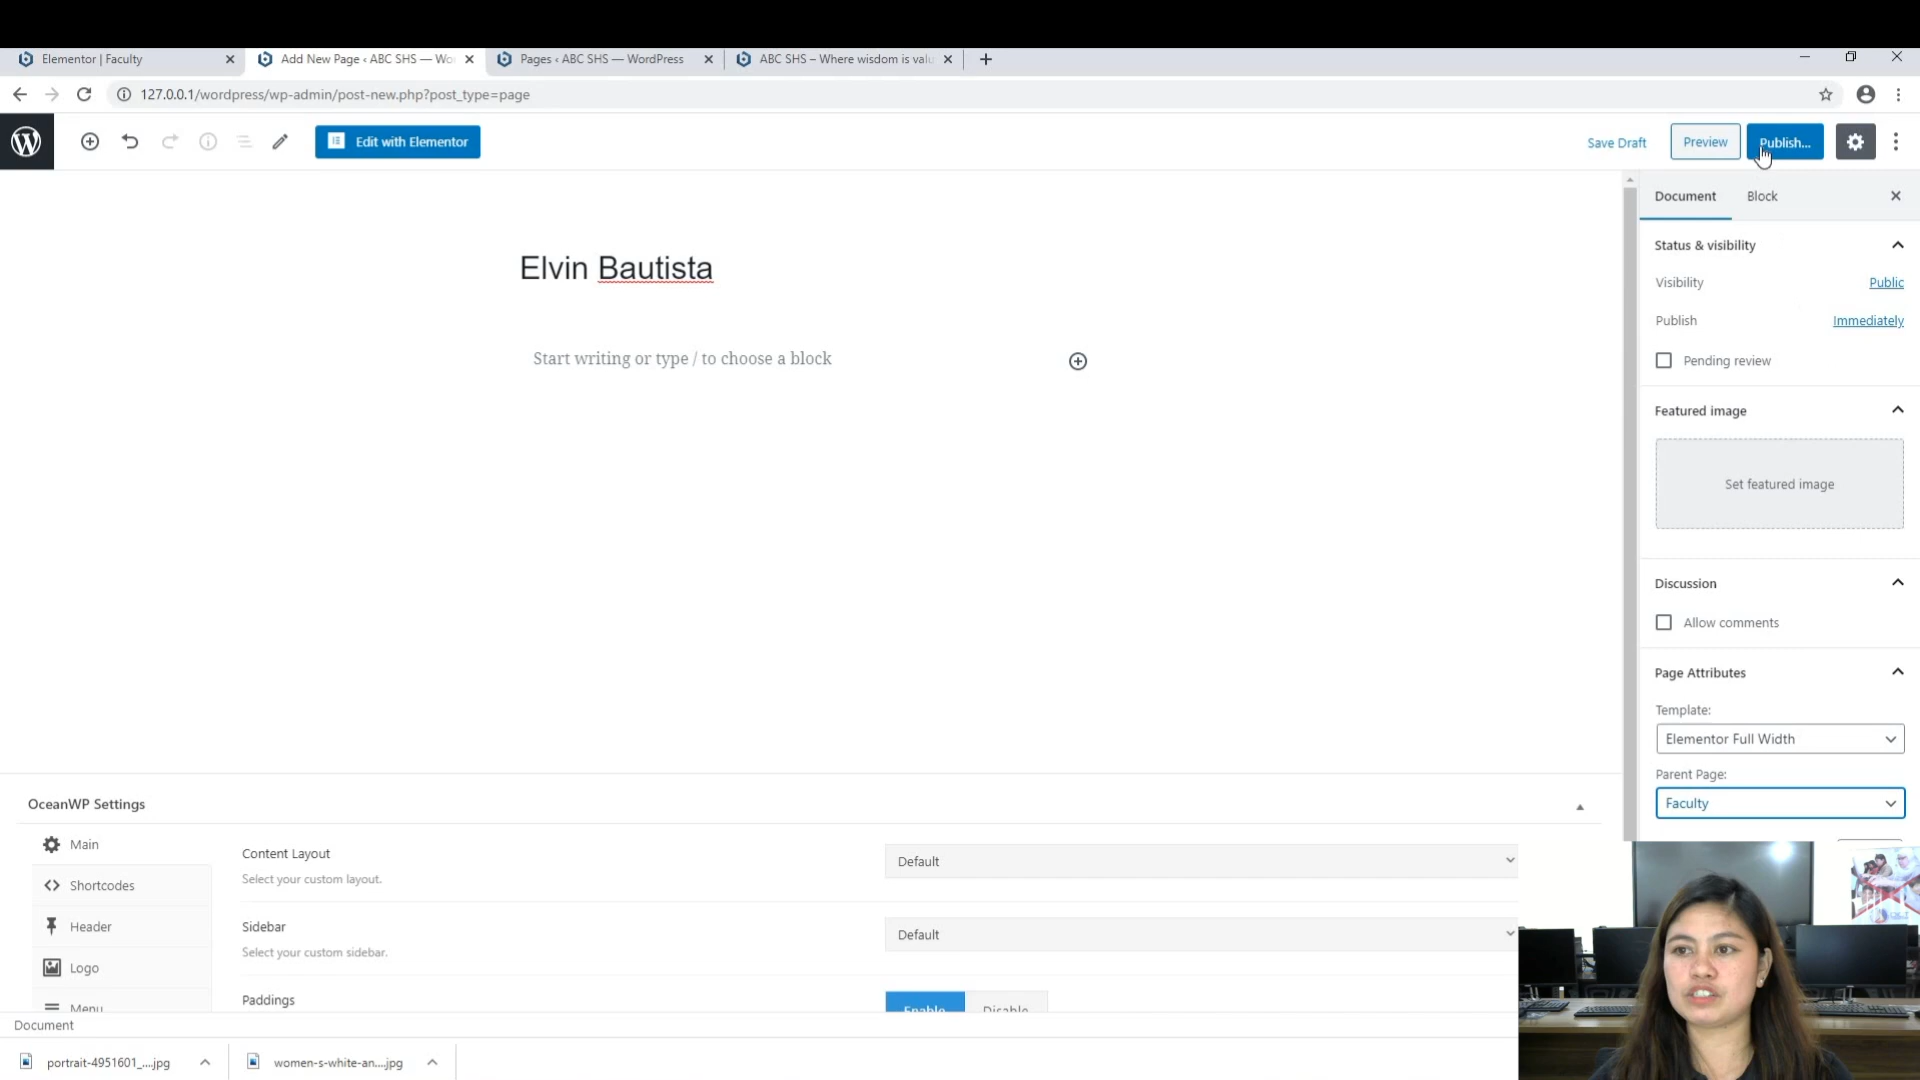 Elementor | Faculty
Add New Page ‹ ABC SHS — Wo
Pages ‹ ABC SHS — WordPress
ABC SHS – Where wisdom is valu
127.0.0.1/wordpress/wp-admin/post-new.php?post_type=page
Edit with Elementor
Save Draft
Preview
Publish...
Document
Block
Elvin Bautista
Start writing or type / to choose a block
Status & visibility
Visibility
Public
Publish
Immediately
Pending review
Featured image
Set featured image
Discussion
Allow comments
Page Attributes
Template:
Elementor Full Width
Parent Page:
Faculty
OceanWP Settings
Main
Shortcodes
Header
Logo
Menu
Content Layout
Select your custom layout.
Default
Sidebar
Select your custom sidebar.
Default
Paddings
Enable
Disable
Document
portrait-4951601_....jpg
women-s-white-an....jpg